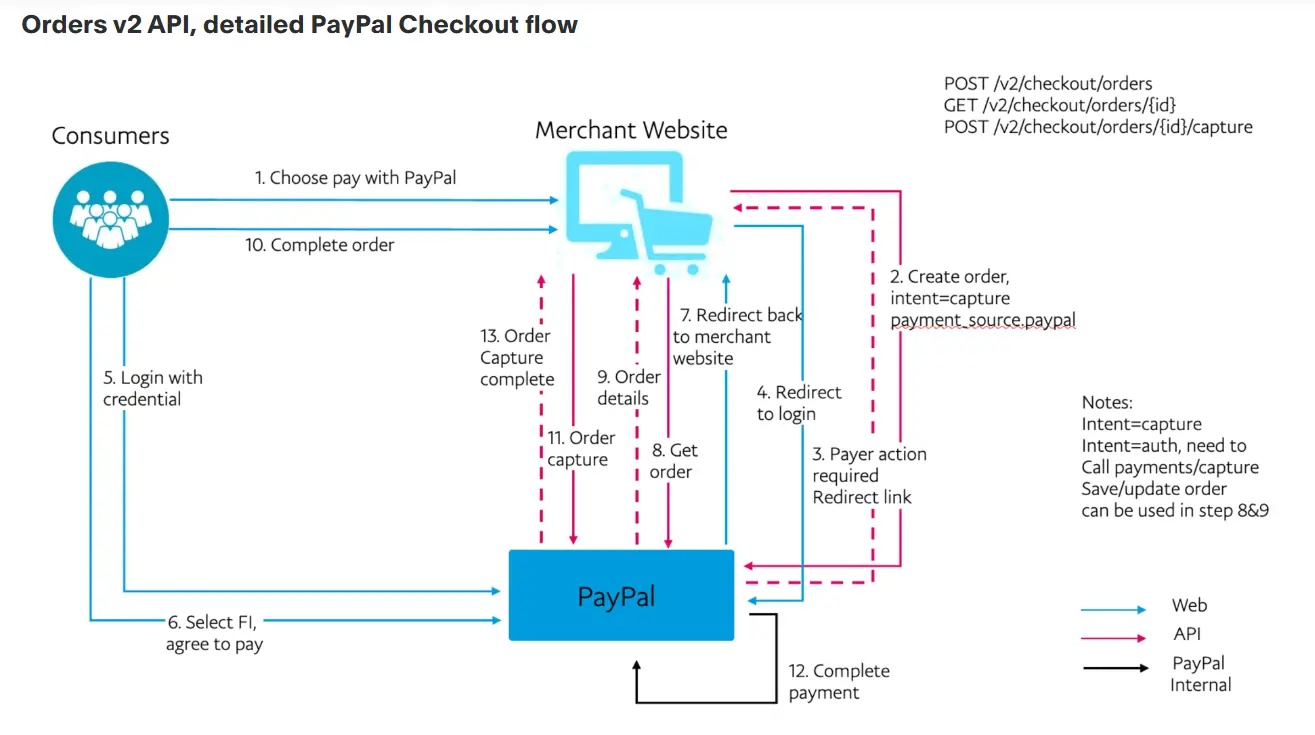 Orders v2 API, detailed PayPal Checkout flow
POST /v2/checkout/orders
GET /v2/checkout/orders/{id}
POST /v2/checkout/orders/{id}/capture
Consumers
Merchant Website
1. Choose pay with PayPal
10. Complete order
2. Create order,
intent=capture
payment_source.paypal
7. Redirect back
to merchant
website
13. Order
Capture
complete
9. Order
details
5. Login with
credential
4. Redirect
to login
11. Order
capture
8. Get
order
3. Payer action
required
Redirect link
Notes:
Intent=capture
Intent=auth, need to
Call payments/capture
Save/update order
can be used in step 8&9
PayPal
6. Select FI,
agree to pay
12. Complete
payment
Web
API
PayPal
Internal